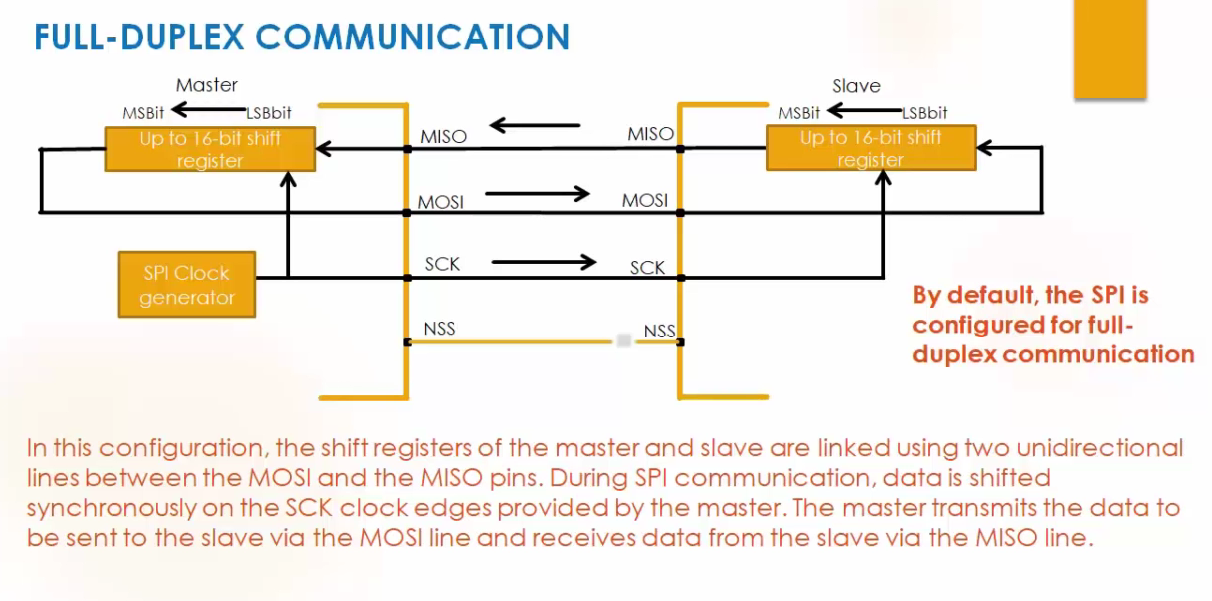 FULL-DUPLEX COMMUNICATION
Master
MSBit LSBbit
Up to 16-bit shift
register
Slave
MSBit LSBbit
Up to 16-bit shift
register
MISO MISO
MOSI MOSI
SCK SCK
SPI Clock
generator
NSS NSS
By default, the SPI is
configured for full-
duplex communication
In this configuration, the shift registers of the master and slave are linked using two unidirectional
lines between the MOSI and the MISO pins. During SPI communication, data is shifted
synchronously on the SCK clock edges provided by the master. The master transmits the data to
be sent to the slave via the MOSI line and receives data from the slave via the MISO line.